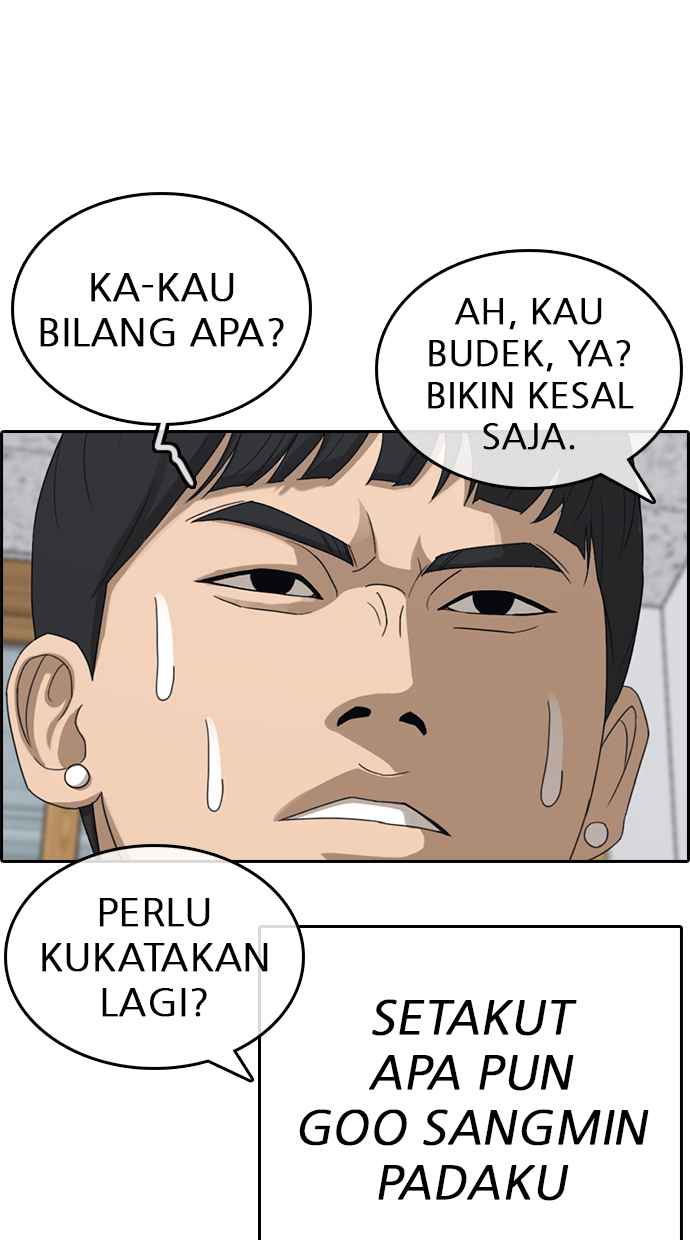 KA-KAU
BILANG APA?
AH, KAU
BUDEK, YA?
BIKIN KESAL
SAJA.
PERLU
KUKATAKAN
LAGI?
SETAKUT
APA PUN
GOO SANGMIN
PADAKU